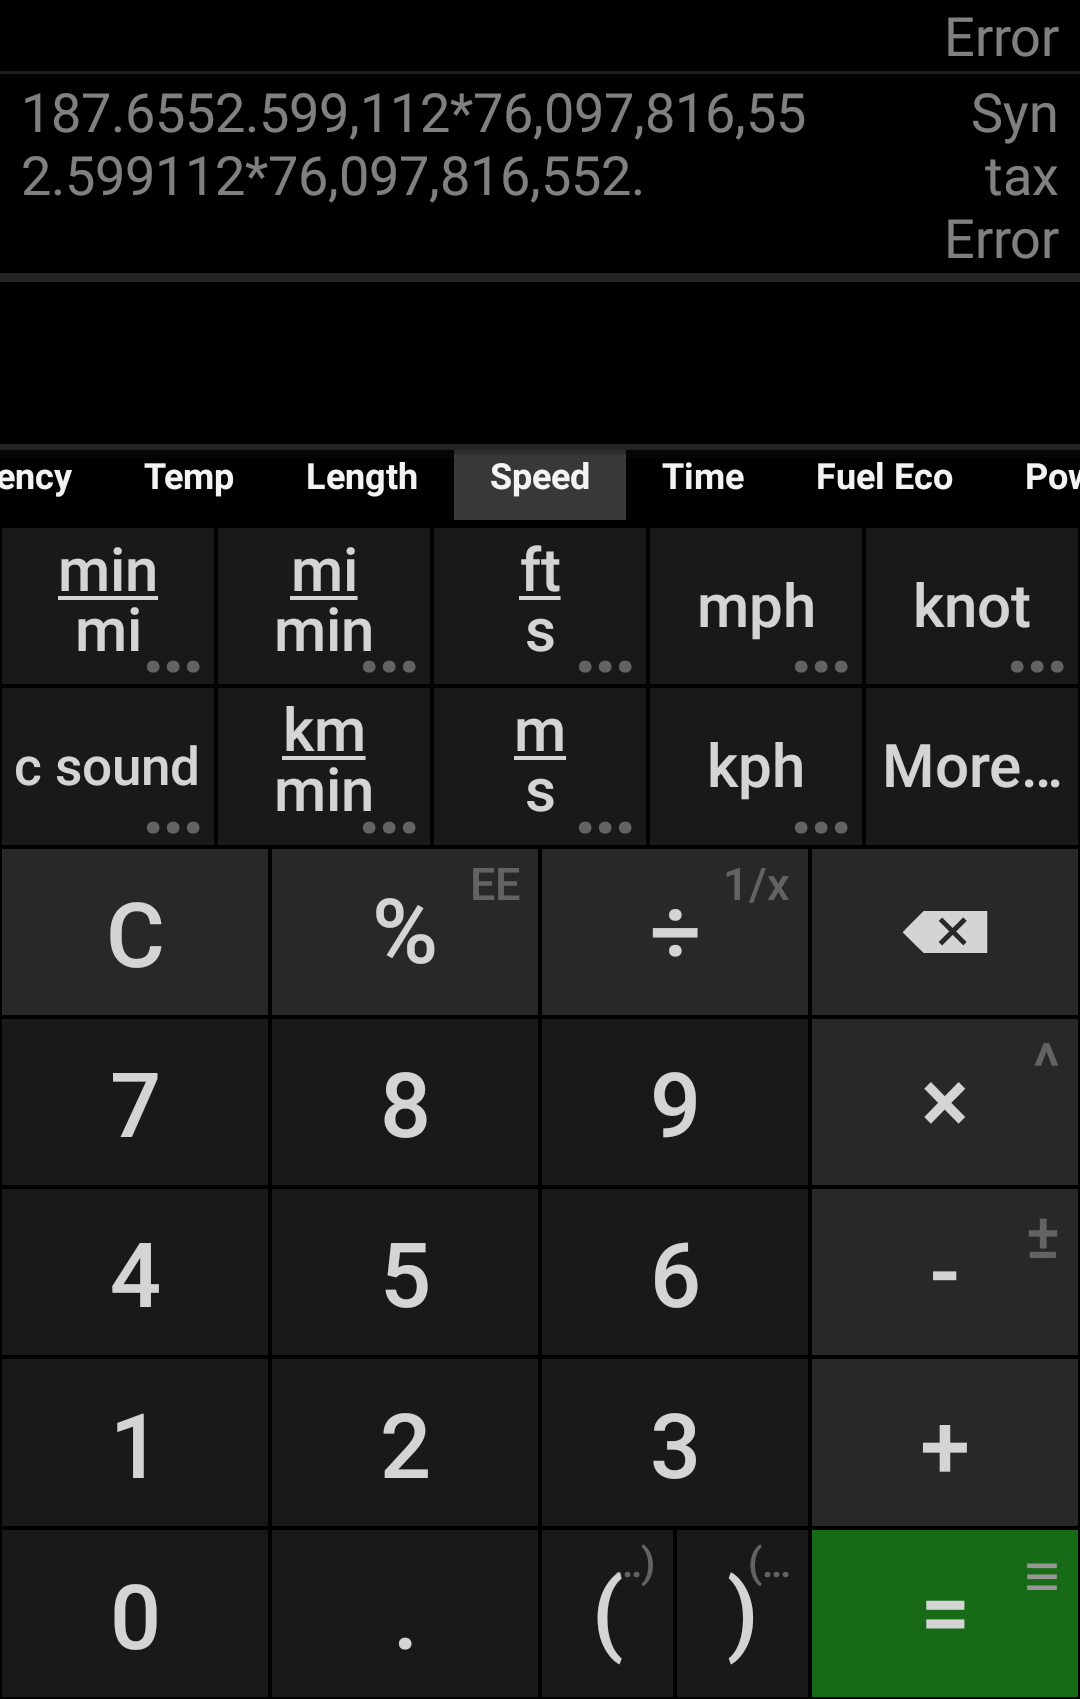 Error
187.6552.599,112*76,097,816,55 Syn
2.599112*76,097,816,552. tax
Error
ency Temp Length Speed Time Fuel Eco Pow
min/mi mi/min ft/s mph knot
c sound km/min m/s kph More...
C % EE ÷ 1/x
7 8 9 × ^
4 5 6 - ±
1 2 3 +
0 . ( ..) ) (... = ≡